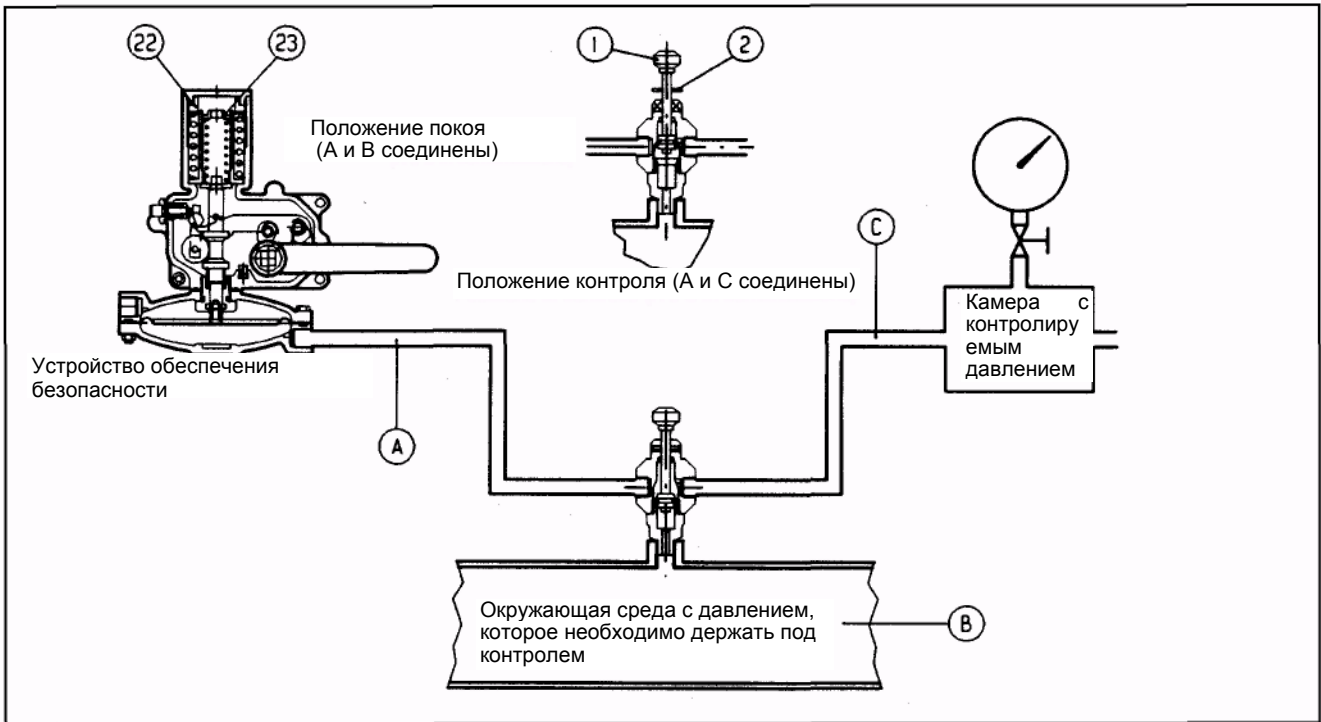 22
23
1
2
Положение покоя
(А и В соединены)
C
Положение контроля (А и С соединены)
Камера с
контролиру
емым
давлением
Устройство обеспечения
безопасности
A
Окружающая среда с давлением,
которое необходимо держать под
контролем
B